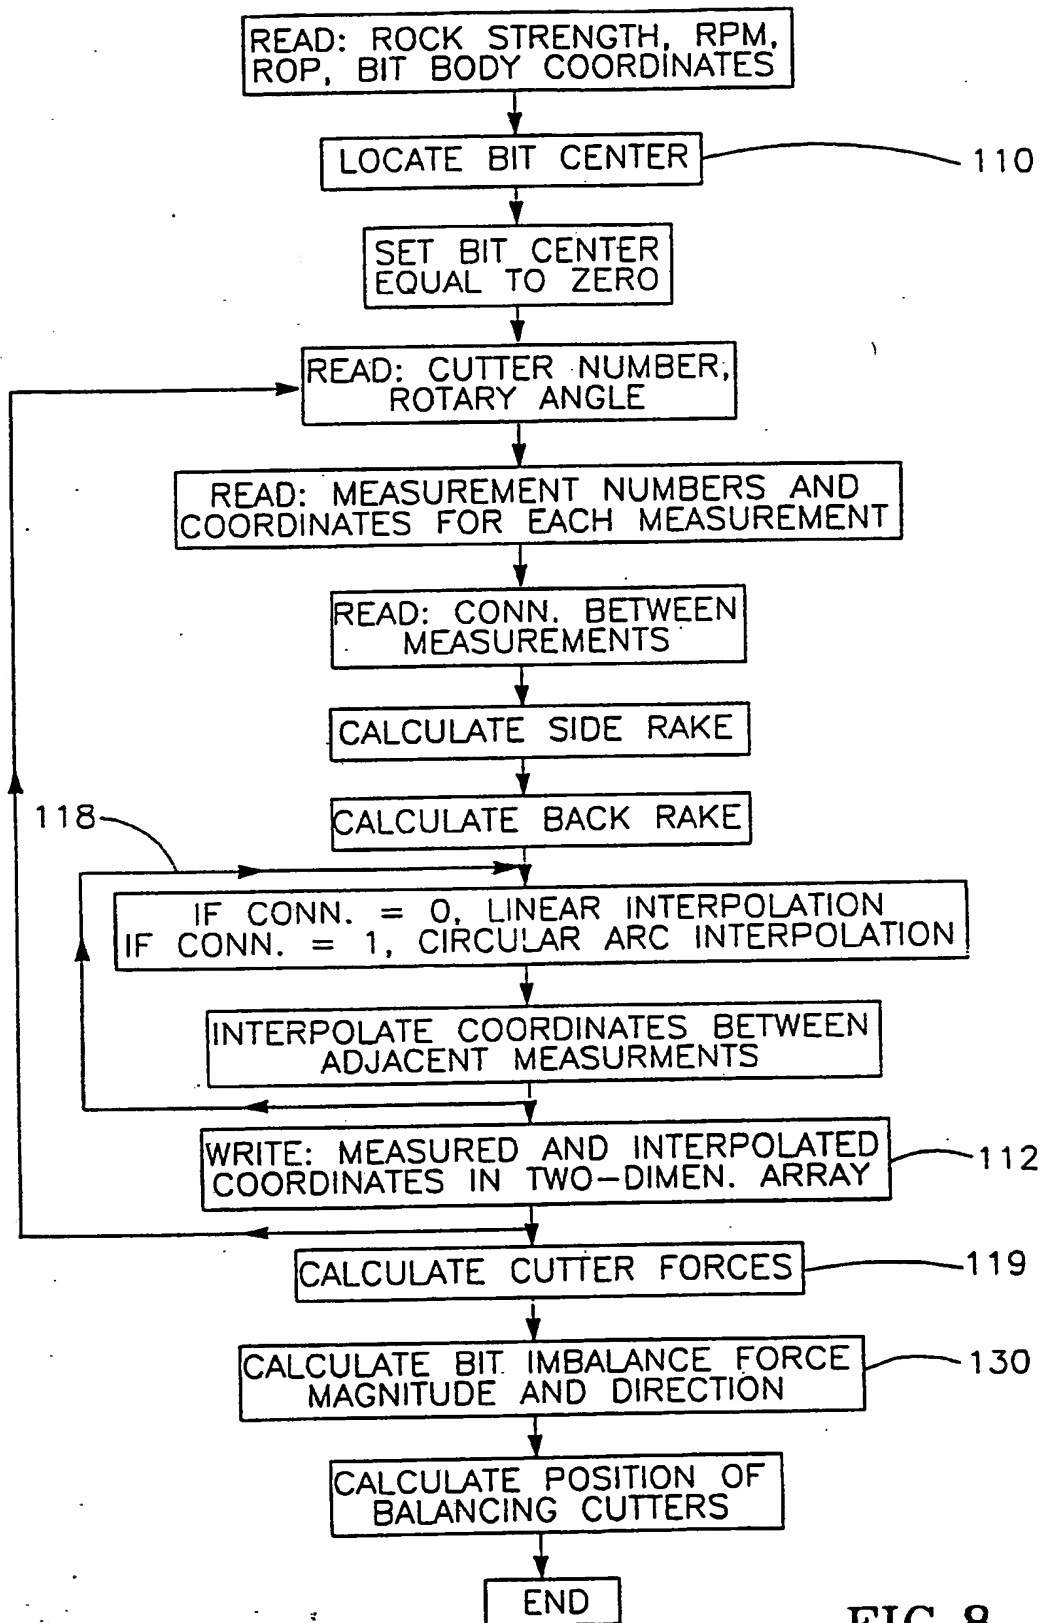 READ: ROCK STRENGTH, RPM,
ROP, BIT BODY COORDINATES
LOCATE BIT CENTER
110
SET BIT CENTER
EQUAL TO ZERO
READ: CUTTER NUMBER,
ROTARY ANGLE
READ: MEASUREMENT NUMBERS AND
COORDINATES FOR EACH MEASUREMENT
READ: CONN. BETWEEN
MEASUREMENTS
CALCULATE SIDE RAKE
CALCULATE BACK RAKE
118
IF CONN. = 0, LINEAR INTERPOLATION
IF CONN. = 1, CIRCULAR ARC INTERPOLATION
INTERPOLATE COORDINATES BETWEEN
ADJACENT MEASURMENTS
WRITE: MEASURED AND INTERPOLATED
COORDINATES IN TWO-DIMEN. ARRAY
112
CALCULATE CUTTER FORCES
119
CALCULATE BIT IMBALANCE FORCE
MAGNITUDE AND DIRECTION
130
CALCULATE POSITION OF
BALANCING CUTTERS
END
FIG. 8